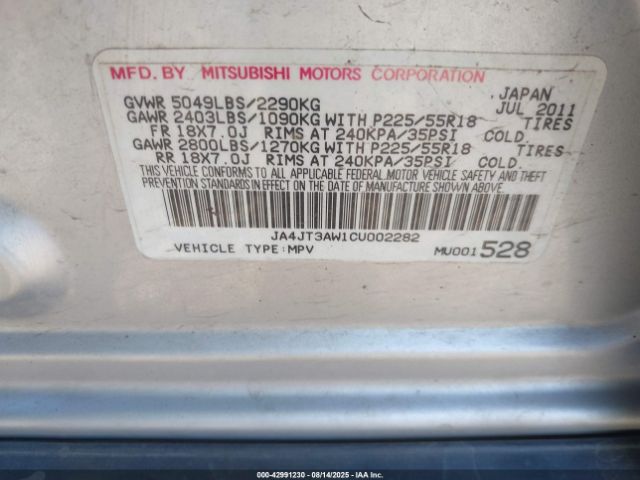 MFD. BY MITSUBISHI MOTORS CORPORATION
JAPAN
GVWR 5049LBS/2290KG JUL 2011
GAWR 2403LBS/1090KG WITH P225/55R18 TIRES
FR 18X7.0J RIMS AT 240KPA/35PSI COLD.
GAWR 2800LBS/1270KG WITH P225/55R18 TIRES
RR 18X7.0J RIMS AT 240KPA/35PSI COLD.
THIS VEHICLE CONFORMS TO ALL APPLICABLE FEDERAL MOTOR VEHICLE SAFETY AND THEFT
PREVENTION STANDARDS IN EFFECT ON THE DATE OF MANUFACTURE SHOWN ABOVE.
JA4JT3AW1CU002282
VEHICLE TYPE:MPV MU001528
000-42991230 - 08/14/2025 - IAA, Inc.